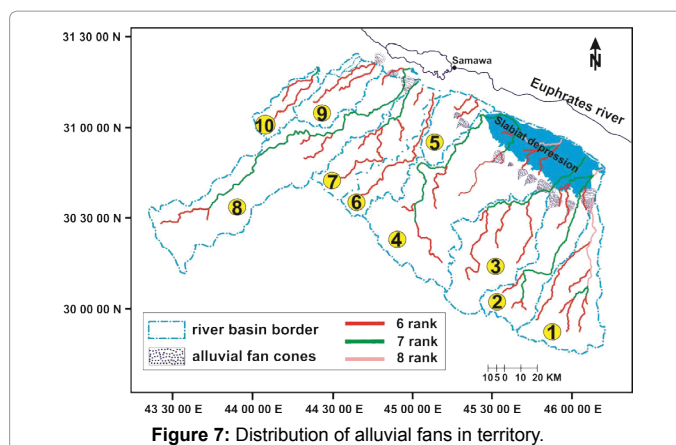 31 30 00 N
31 00 00 N
30 30 00 N
30 00 00 N
Samawa
N
Euphrates river
Slabiat depression
10
9
5
7
6
8
4
3
2
1
river basin border
alluvial fan cones
6 rank
7 rank
8 rank
10 5 0 10 20 KM
43 30 00 E 44 00 00 E 44 30 00 E 45 00 00 E 45 30 00 E 46 00 00 E
Figure 7: Distribution of alluvial fans in territory.